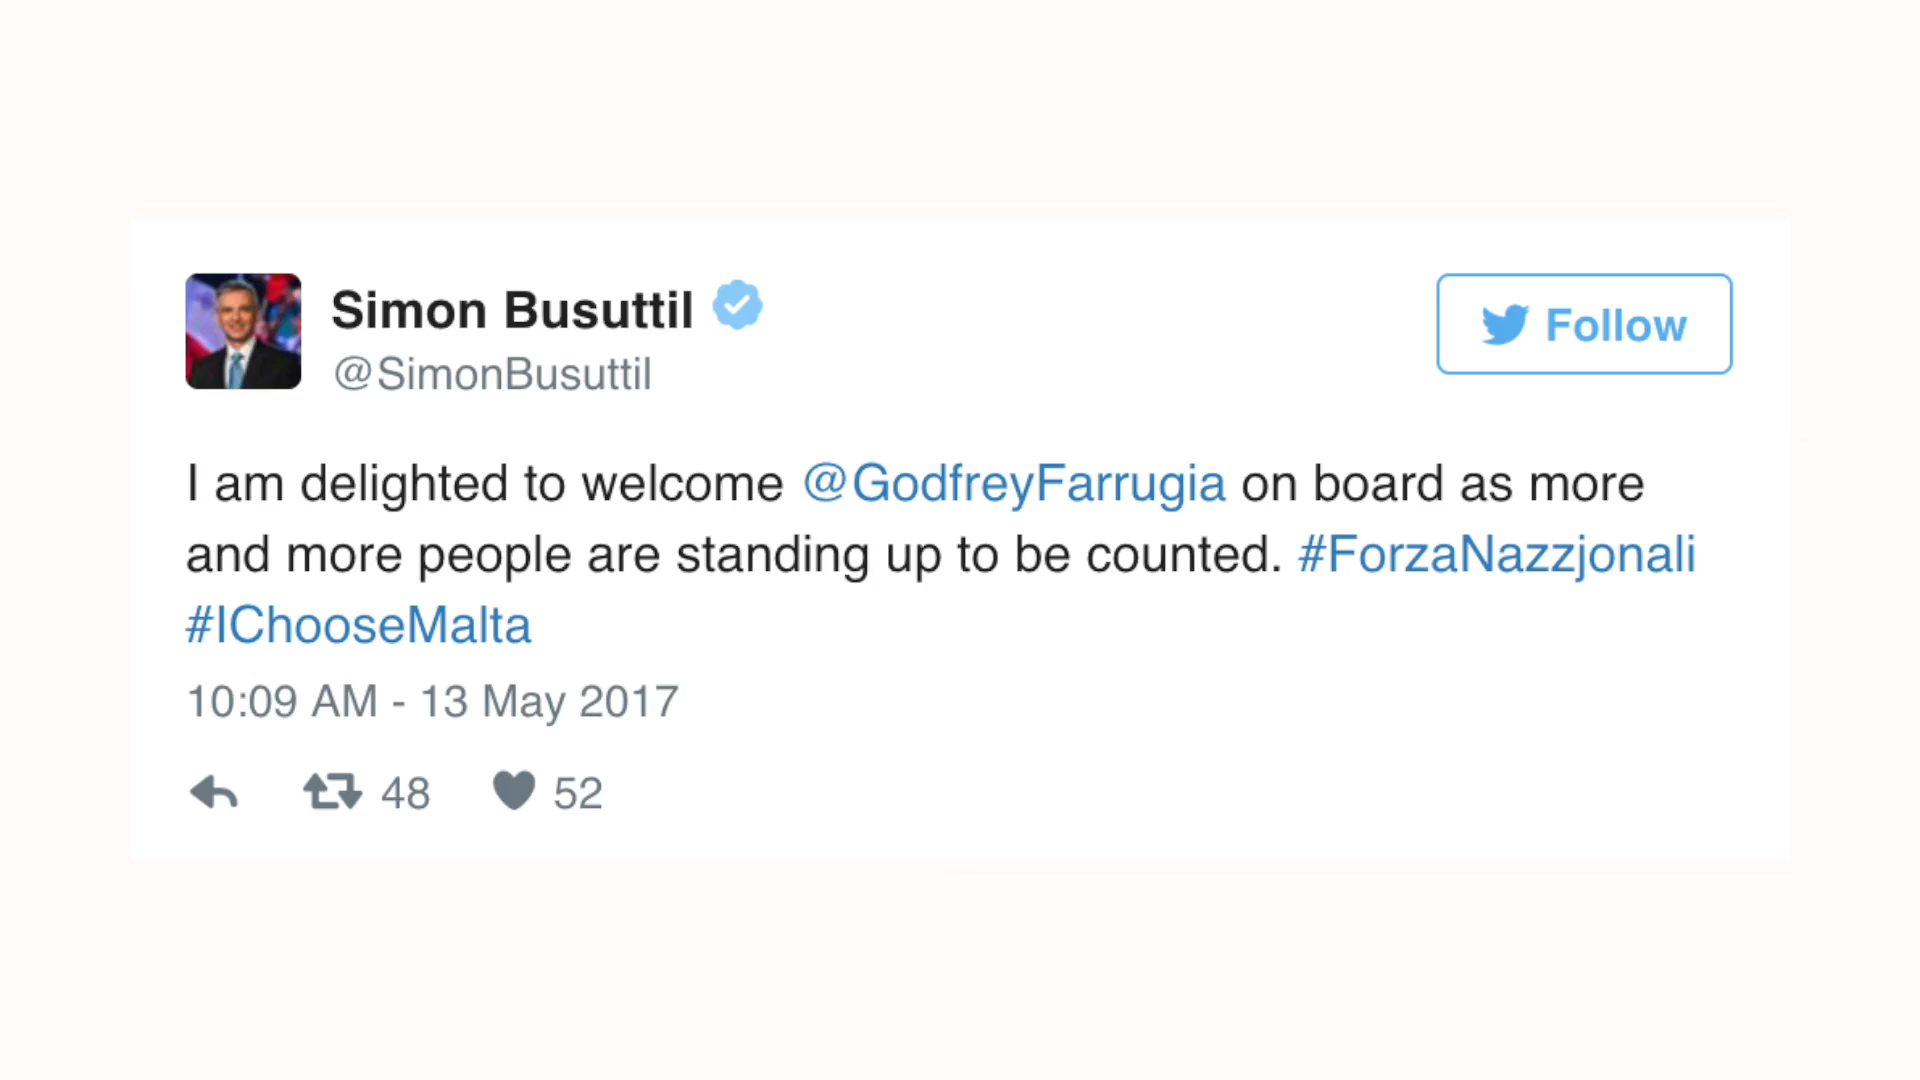 Simon Busuttil
@SimonBusuttil
Follow
I am delighted to welcome @GodfreyFarrugia on board as more
and more people are standing up to be counted. #ForzaNazzjonali
#IChooseMalta
10:09 AM - 13 May 2017
48 52